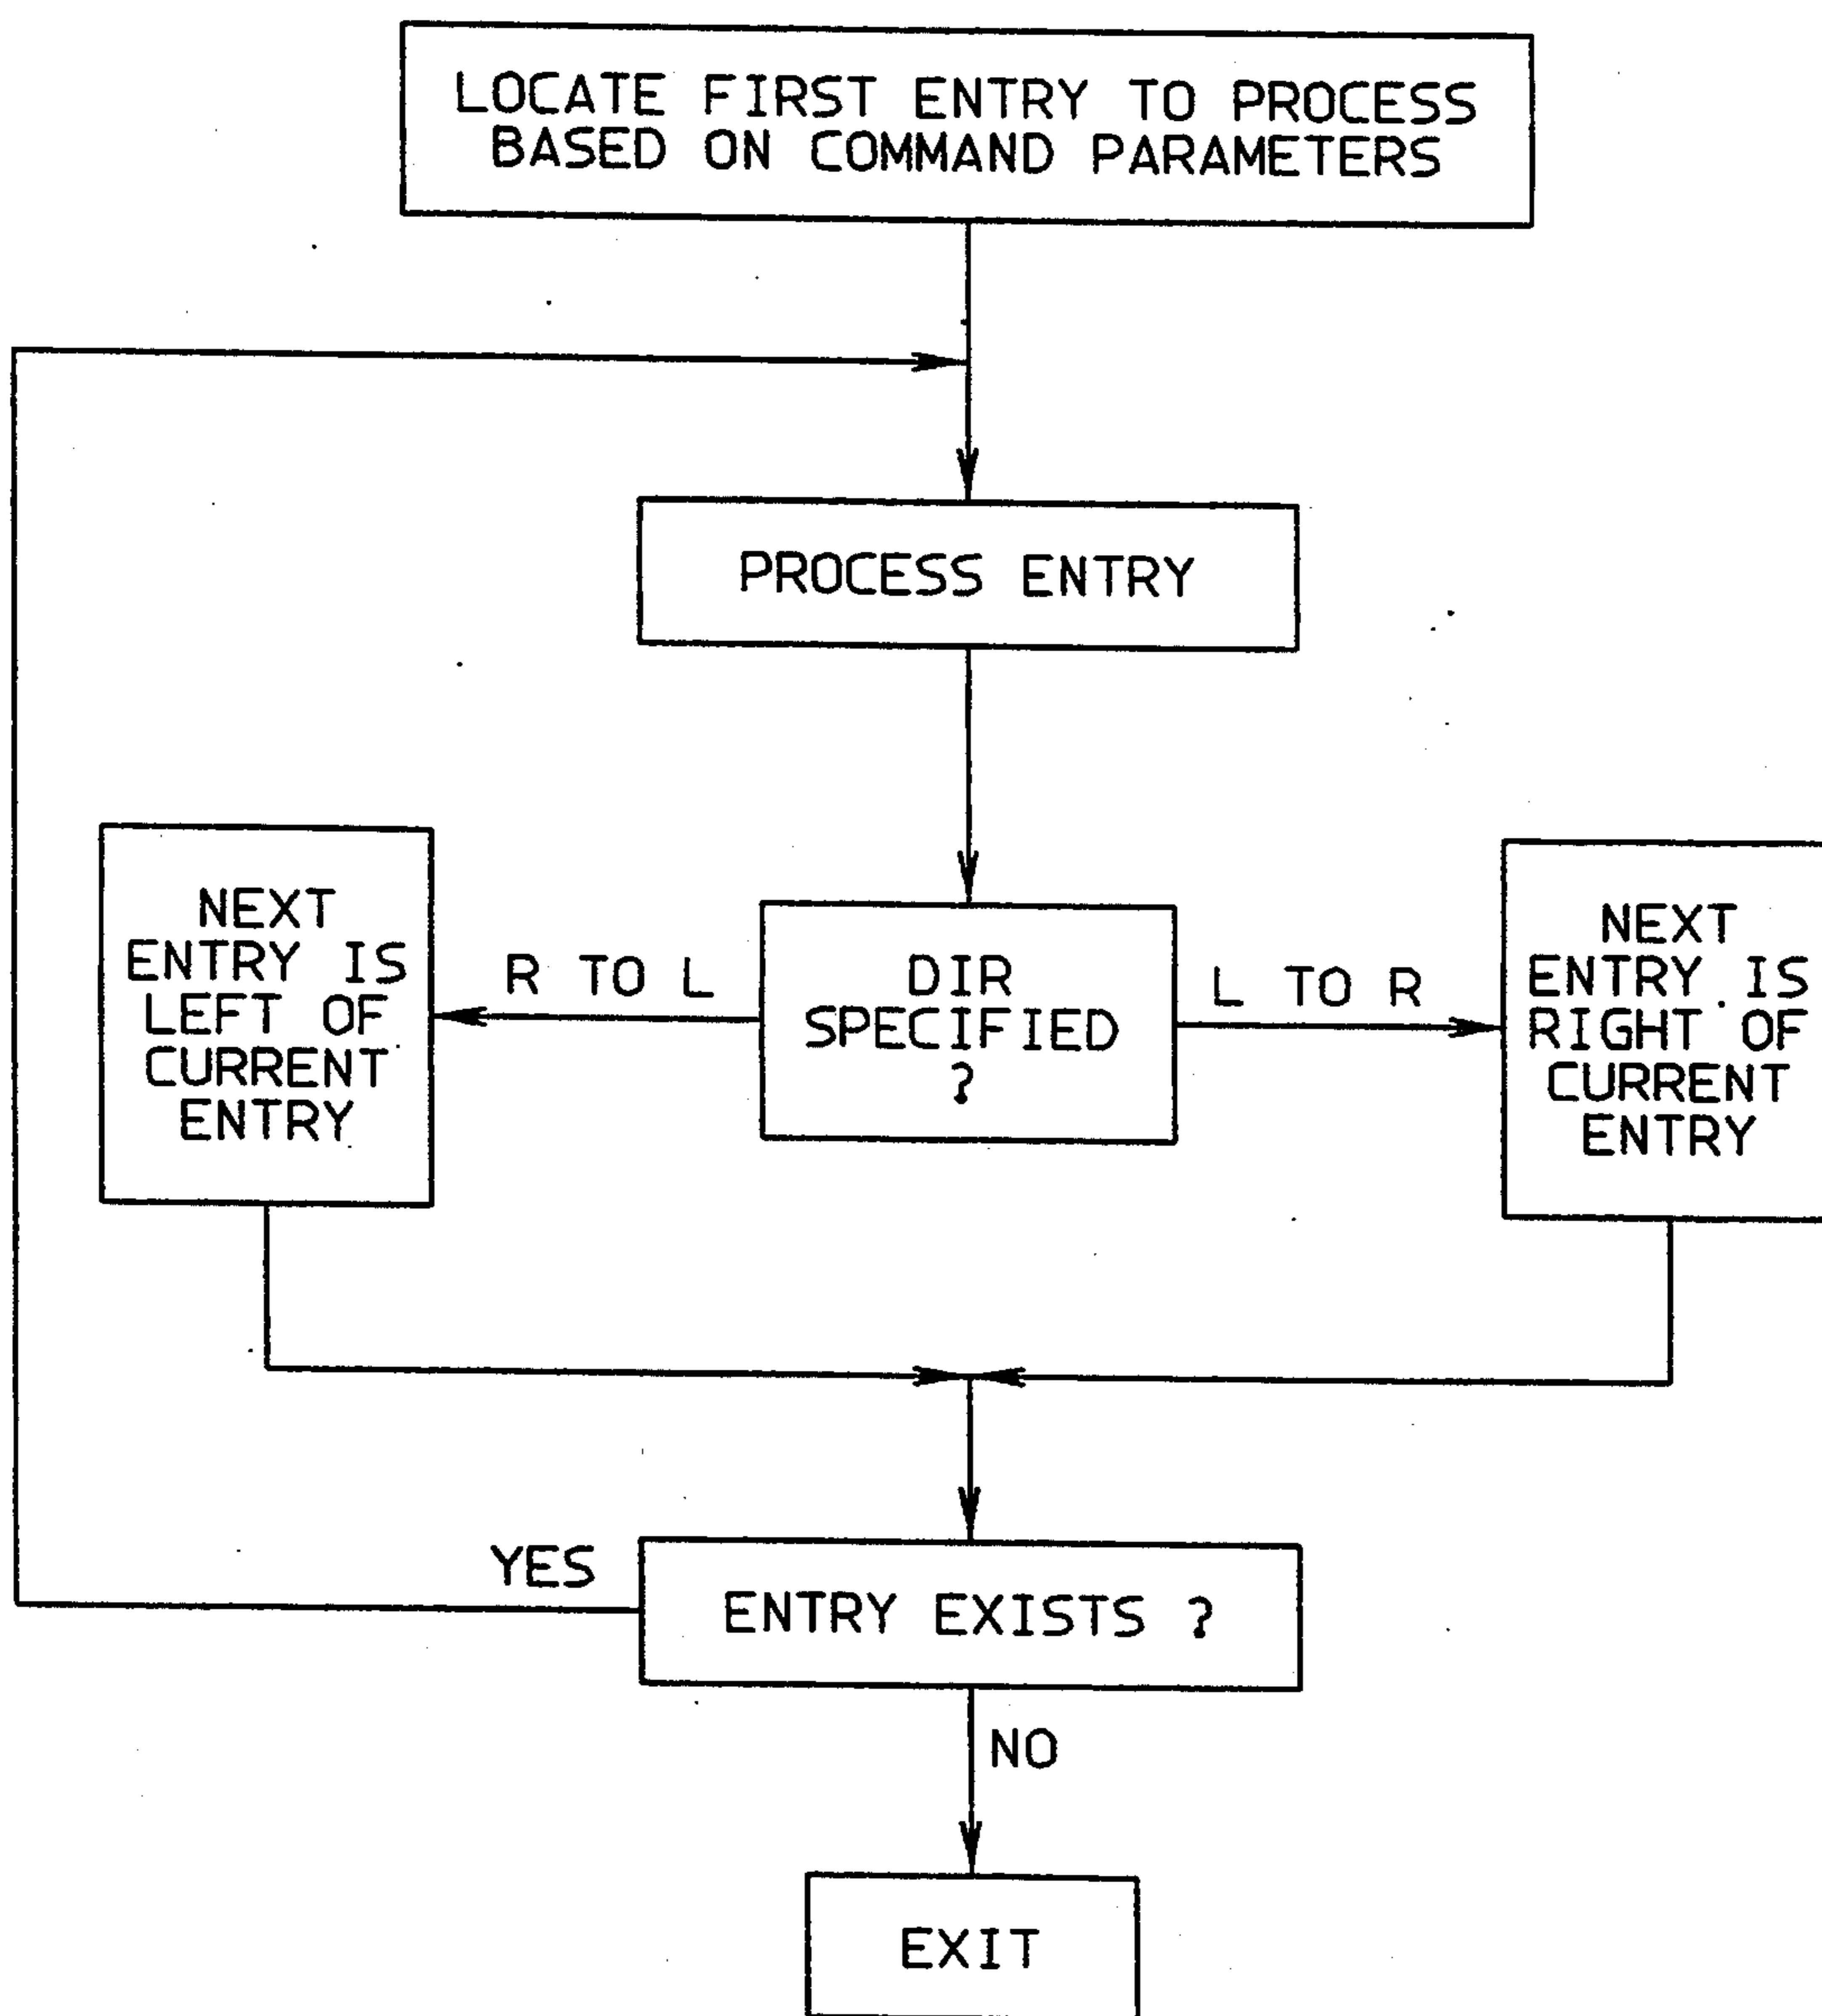 LOCATE FIRST ENTRY TO PROCESS
BASED ON COMMAND PARAMETERS
PROCESS ENTRY
NEXT
ENTRY IS
LEFT OF
CURRENT
ENTRY
R TO L
DIR
SPECIFIED
?
L TO R
NEXT
ENTRY IS
RIGHT OF
CURRENT
ENTRY
YES
ENTRY EXISTS ?
NO
EXIT